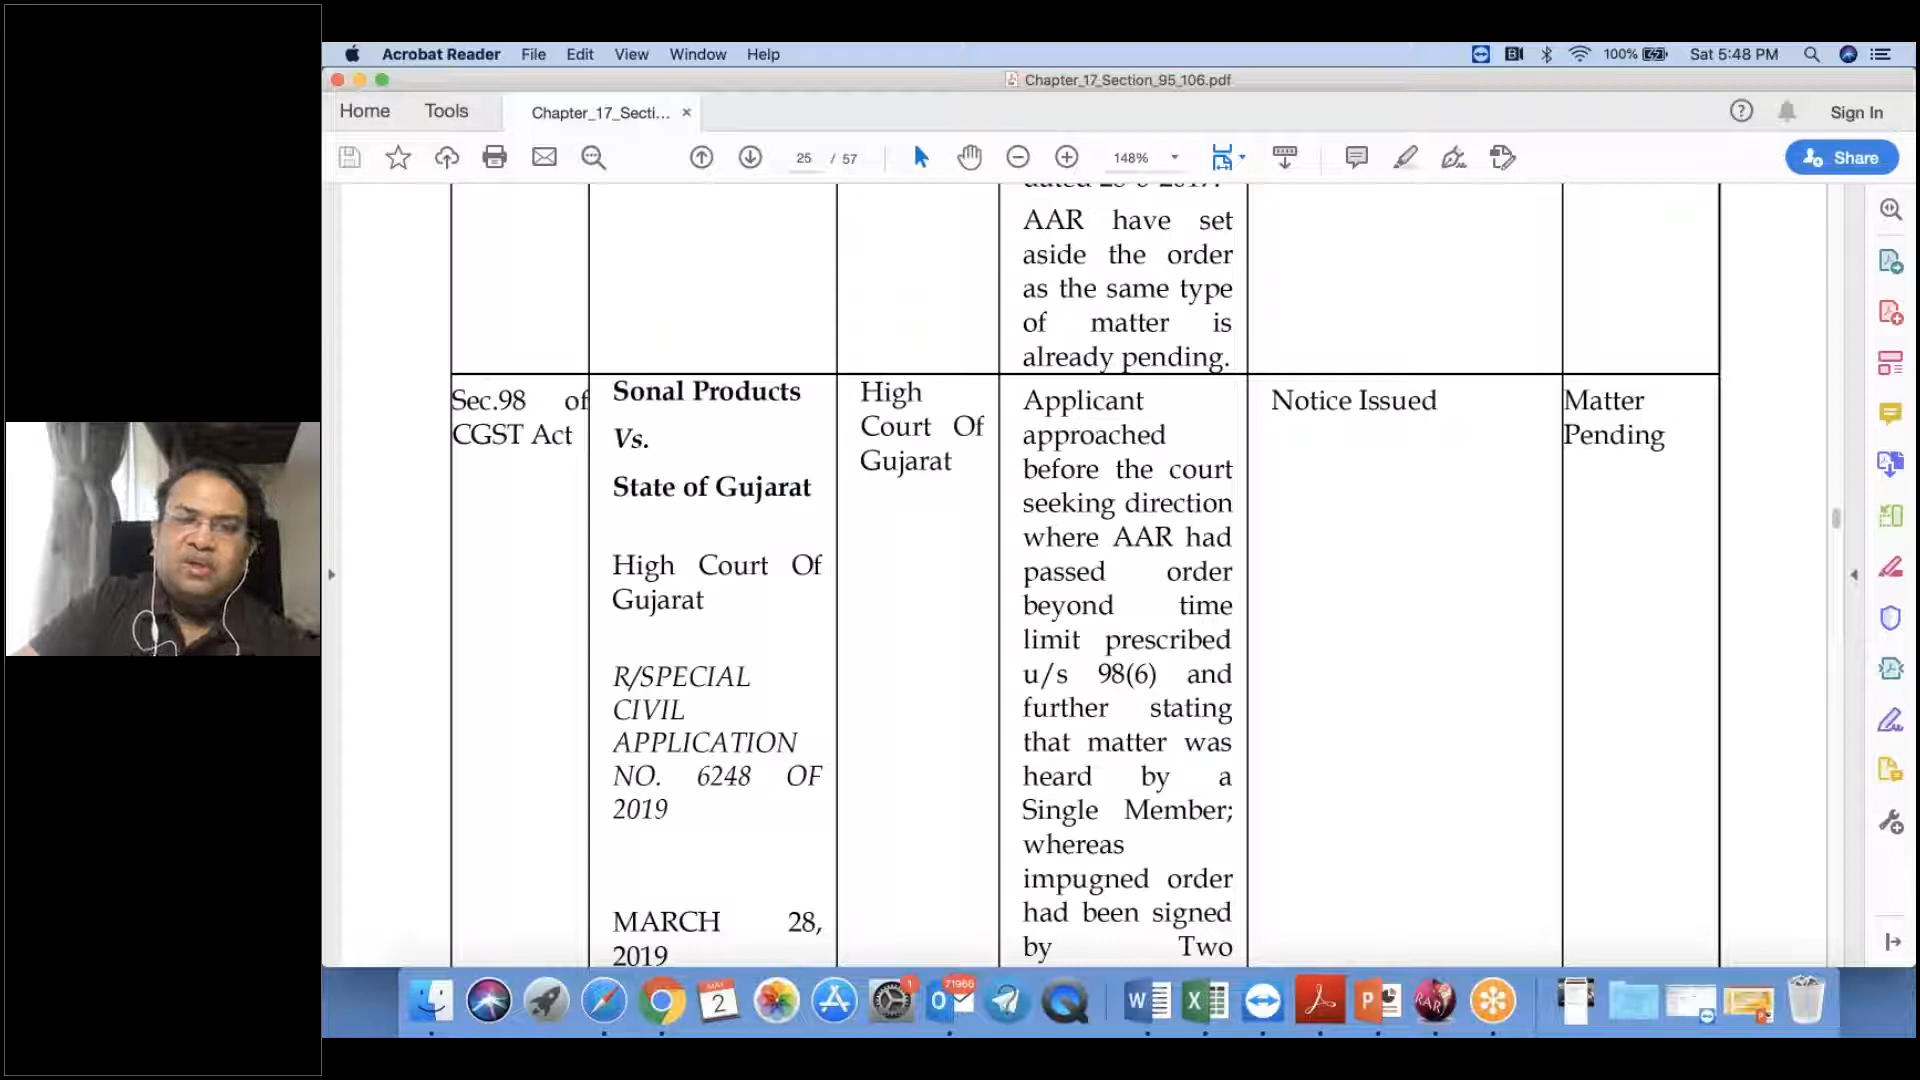 Acrobat Reader File Edit View Window Help
100% Sat 5:48 PM
Chapter_17_Section_95_106.pdf
Home Tools Chapter_17_Secti... × Sign In
25 / 57 148% Share
AAR have set
aside the order
as the same type
of matter is
already pending.
Sec.98 of
CGST Act
Sonal Products
Vs.
State of Gujarat
High Court Of
Gujarat
R/SPECIAL
CIVIL
APPLICATION
NO. 6248 OF
2019
MARCH 28,
2019
High
Court Of
Gujarat
Applicant
approached
before the court
seeking direction
where AAR had
passed order
beyond time
limit prescribed
u/s 98(6) and
further stating
that matter was
heard by a
Single Member;
whereas
impugned order
had been signed
by Two
Notice Issued
Matter
Pending
MAY
2
1
71966